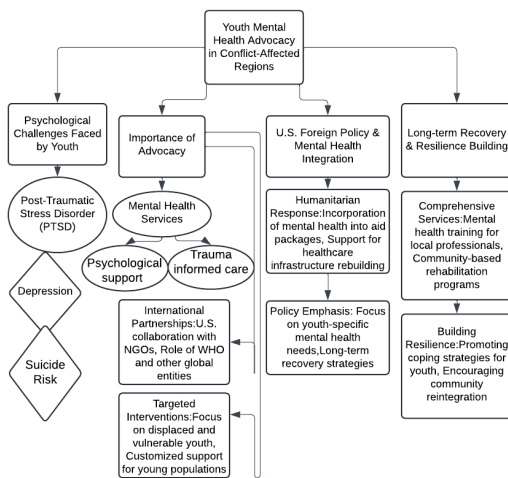 Youth Mental
Health Advocacy
in Conflict-Affected
Regions
Psychological
Challenges Faced
by Youth
Importance of
Advocacy
U.S. Foreign Policy &
Mental Health
Integration
Long-term Recovery
& Resilience Building
Post-Traumatic
Stress Disorder
(PTSD)
Depression
Suicide
Risk
Mental Health
Services
Psychological
support
Trauma
informed care
International
Partnerships:U.S.
collaboration with
NGOs, Role of WHO
and other global
entities
Targeted
Interventions:Focus
on displaced and
vulnerable youth,
Customized support
for young populations
Humanitarian
Response:Incorporation
of mental health into aid
packages, Support for
healthcare
infrastructure rebuilding
Policy Emphasis: Focus
on youth-specific
mental health
needs,Long-term
recovery strategies
Comprehensive
Services:Mental
health training for
local professionals,
Community-based
rehabilitation
programs
Building
Resilience:Promoting
coping strategies for
youth, Encouraging
community
reintegration